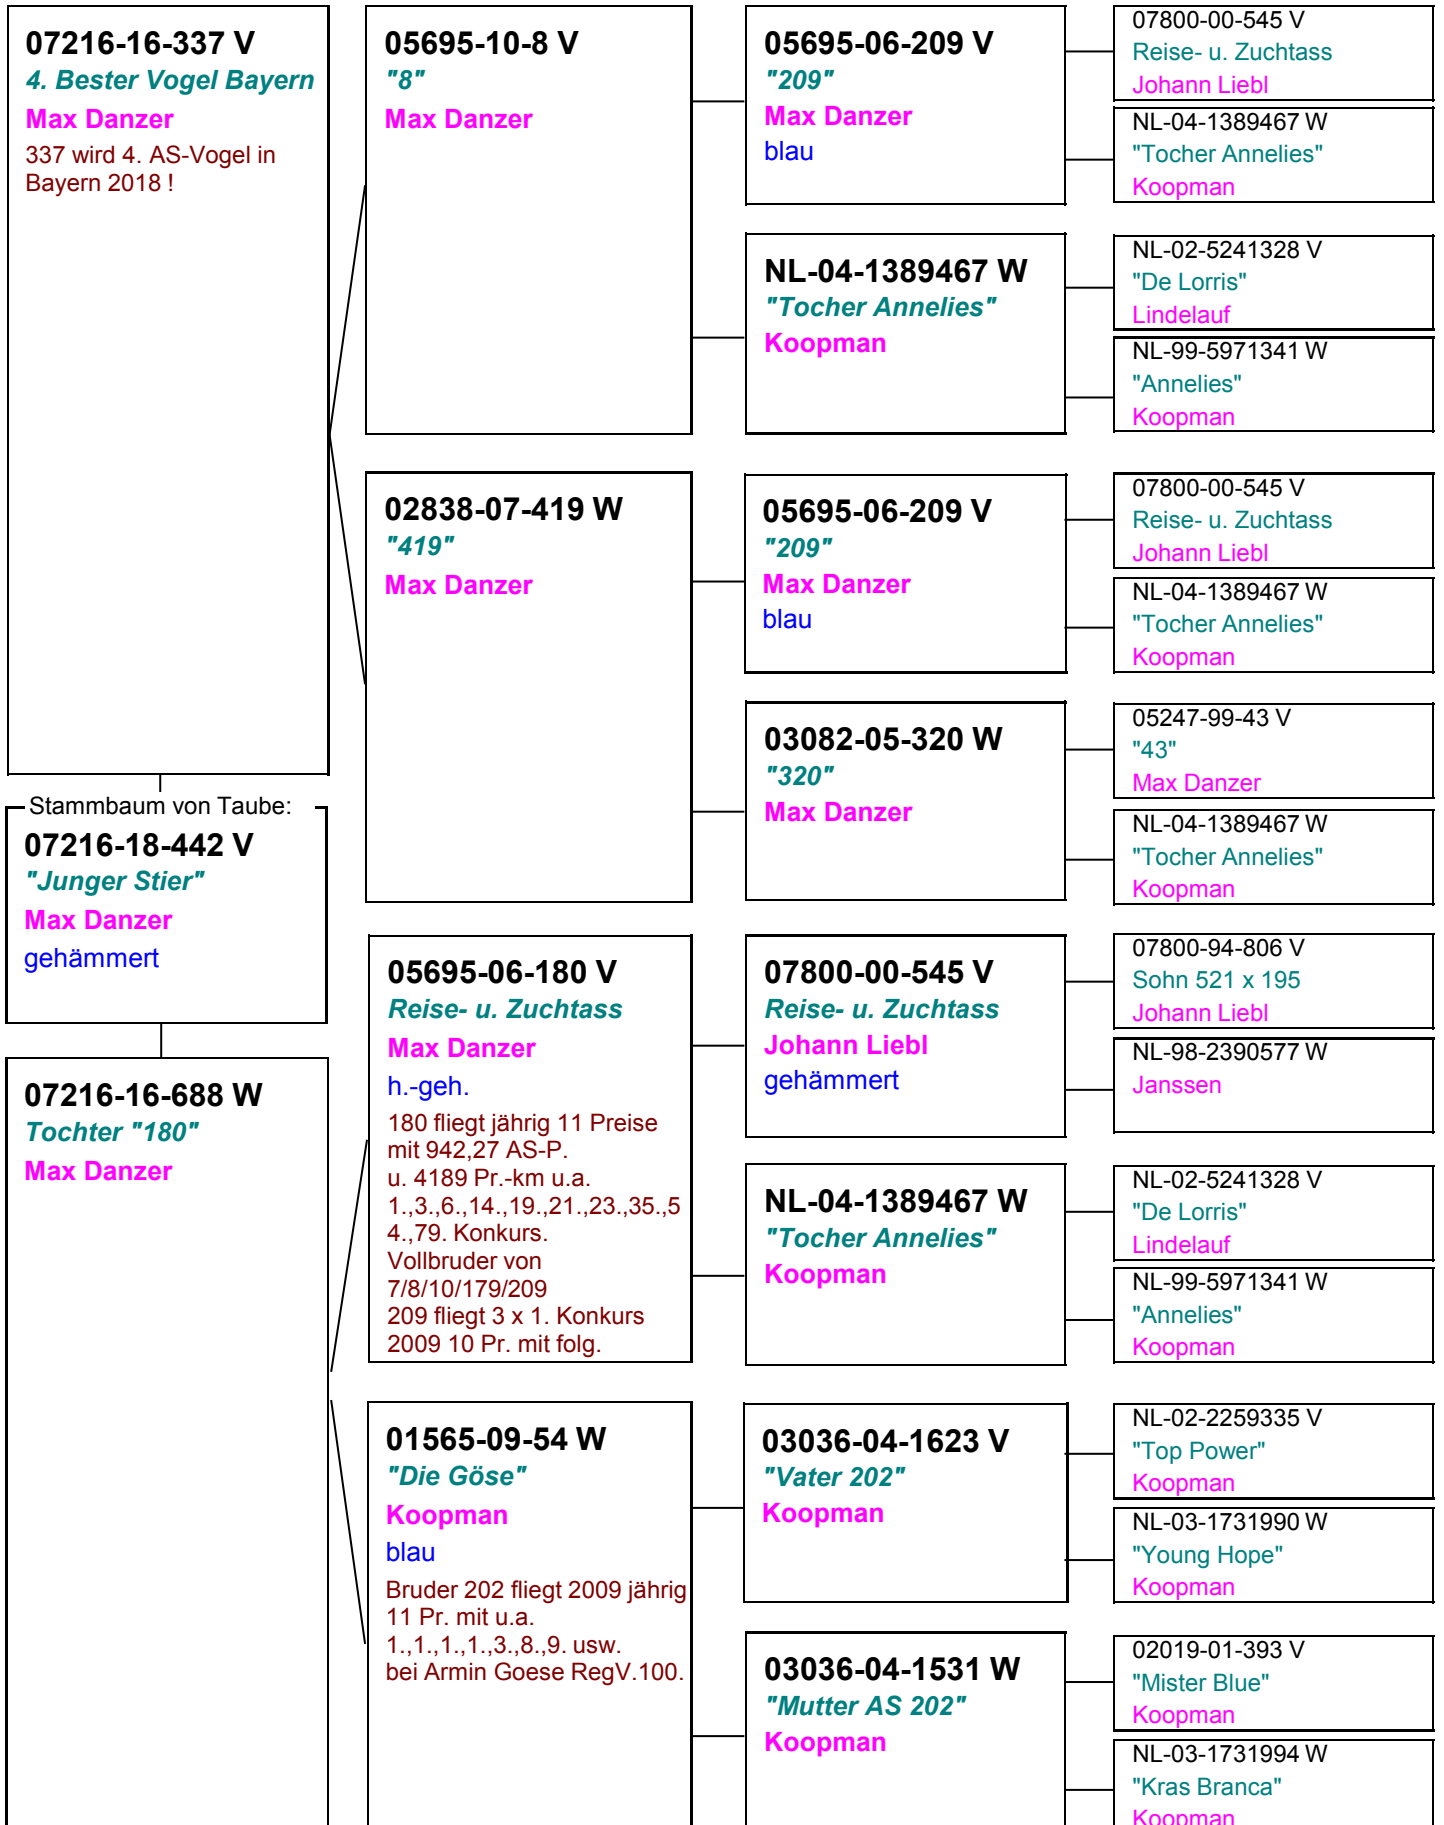 07216-16-337 V
4. Bester Vogel Bayern
Max Danzer
337 wird 4. AS-Vogel in
Bayern 2018 !
Stammbaum von Taube:
07216-18-442 V
"Junger Stier"
Max Danzer
gehämmert
07216-16-688 W
Tochter "180"
Max Danzer
05695-10-8 V
"8"
Max Danzer
02838-07-419 W
"419"
Max Danzer
05695-06-180 V
Reise- u. Zuchtass
Max Danzer
h.-geh.
180 fliegt jährig 11 Preise
mit 942,27 AS-P.
u. 4189 Pr.-km u.a.
1.,3.,6.,14.,19.,21.,23.,35.,5
4.,79. Konkurs.
Vollbruder von
7/8/10/179/209
209 fliegt 3 x 1. Konkurs
2009 10 Pr. mit folg.
01565-09-54 W
"Die Göse"
Koopman
blau
Bruder 202 fliegt 2009 jährig
11 Pr. mit u.a.
1.,1.,1.,1.,3.,8.,9. usw.
bei Armin Goese RegV.100.
05695-06-209 V
"209"
Max Danzer
blau
NL-04-1389467 W
"Tocher Annelies"
Koopman
05695-06-209 V
"209"
Max Danzer
blau
03082-05-320 W
"320"
Max Danzer
07800-00-545 V
Reise- u. Zuchtass
Johann Liebl
gehämmert
NL-04-1389467 W
"Tocher Annelies"
Koopman
03036-04-1623 V
"Vater 202"
Koopman
03036-04-1531 W
"Mutter AS 202"
Koopman
07800-00-545 V
Reise- u. Zuchtass
Johann Liebl
NL-04-1389467 W
"Tocher Annelies"
Koopman
NL-02-5241328 V
"De Lorris"
Lindelauf
NL-99-5971341 W
"Annelies"
Koopman
07800-00-545 V
Reise- u. Zuchtass
Johann Liebl
NL-04-1389467 W
"Tocher Annelies"
Koopman
05247-99-43 V
"43"
Max Danzer
NL-04-1389467 W
"Tocher Annelies"
Koopman
07800-94-806 V
Sohn 521 x 195
Johann Liebl
NL-98-2390577 W
Janssen
NL-02-5241328 V
"De Lorris"
Lindelauf
NL-99-5971341 W
"Annelies"
Koopman
NL-02-2259335 V
"Top Power"
Koopman
NL-03-1731990 W
"Young Hope"
Koopman
02019-01-393 V
"Mister Blue"
Koopman
NL-03-1731994 W
"Kras Branca"
Koopman